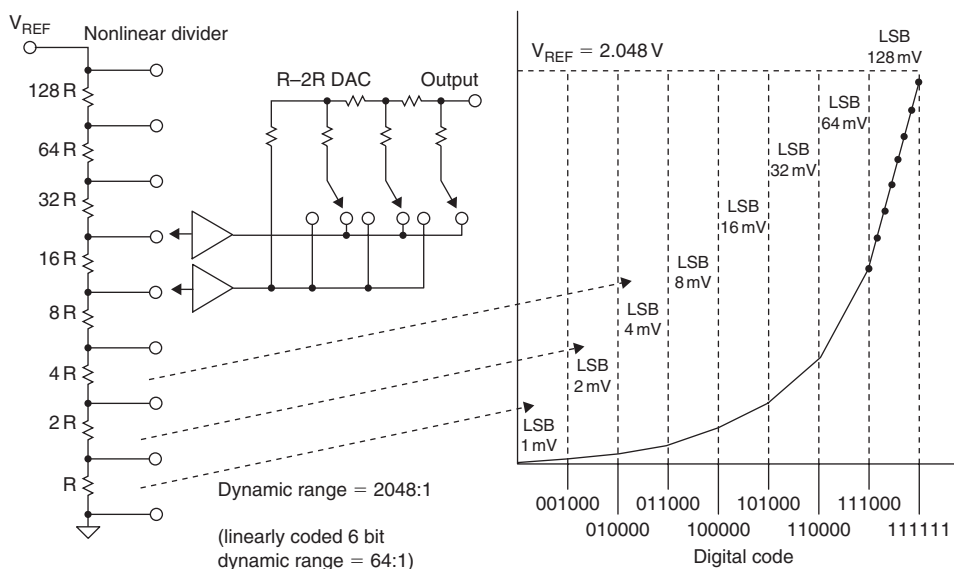 V_REF
Nonlinear divider
128 R
64 R
32 R
16 R
8 R
4 R
2 R
R
R–2R DAC
Output
Dynamic range = 2048:1
(linearly coded 6 bit
dynamic range = 64:1)
V_REF = 2.048 V
LSB
128 mV
LSB
64 mV
LSB
32 mV
LSB
16 mV
LSB
8 mV
LSB
4 mV
LSB
2 mV
LSB
1 mV
001000
011000
101000
111000
010000
100000
110000
111111
Digital code